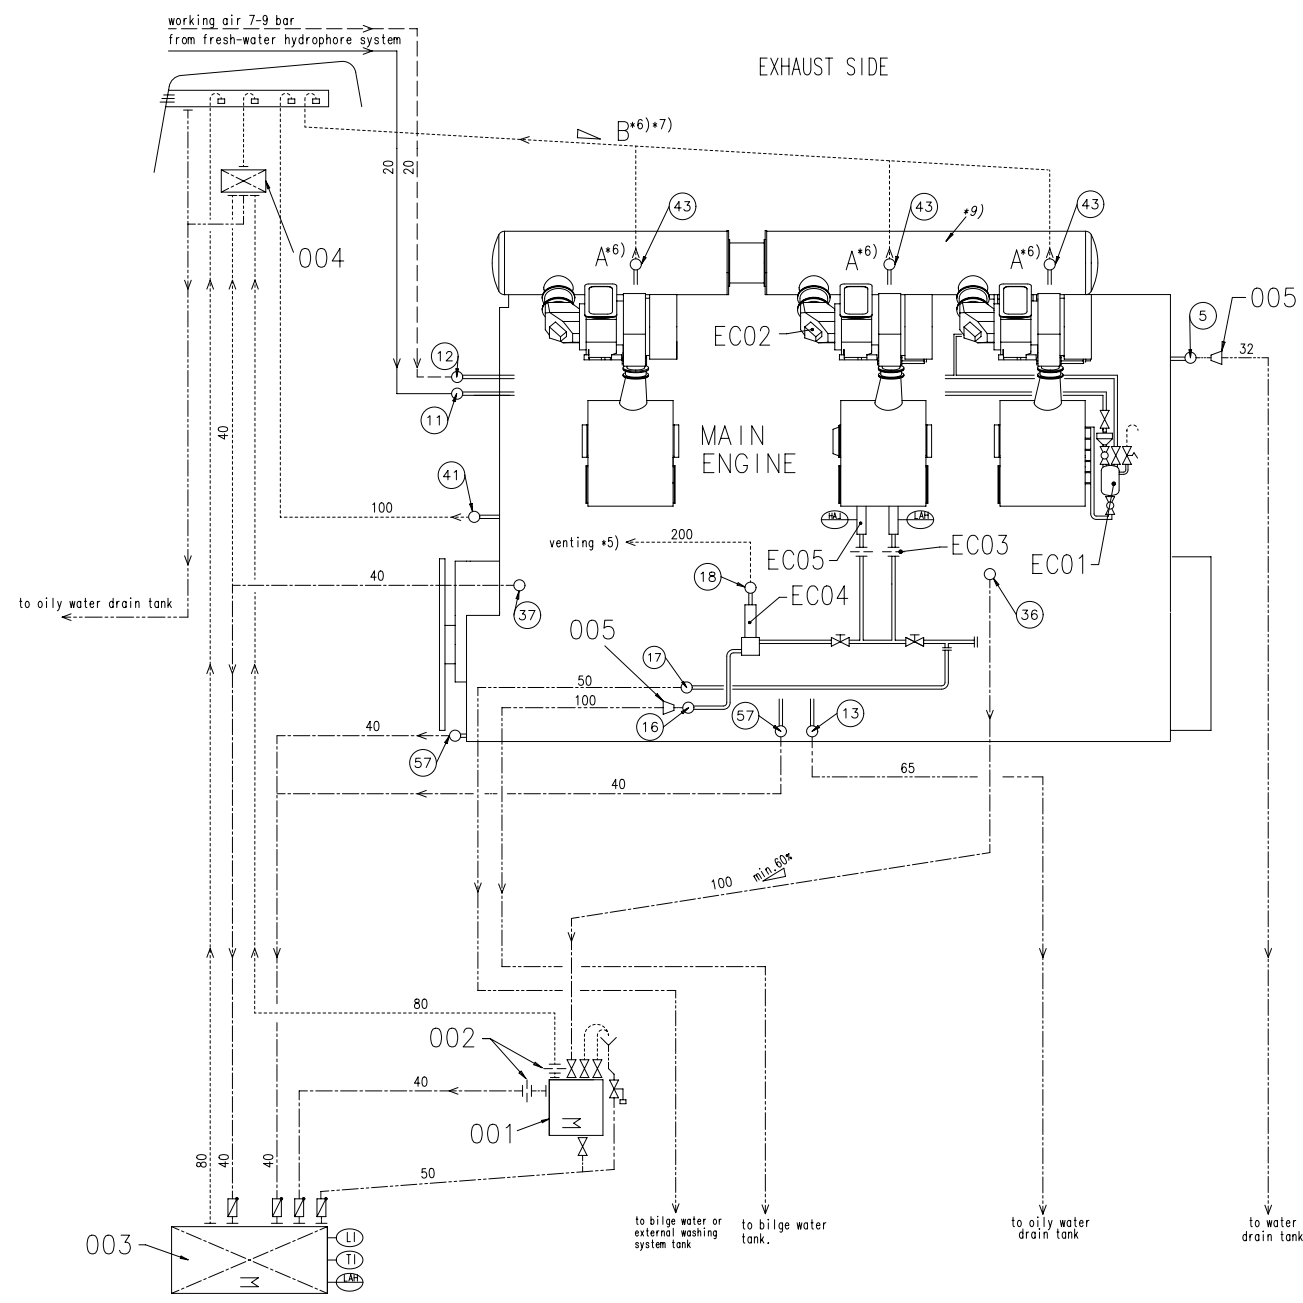 working air 7-9 bar
from fresh-water hydrophore system
EXHAUST SIDE
B*6)*7)
20
20
004
43
43
43
*9)
A*6)
A*6)
A*6)
005
5
32
EC02
12
11
40
MAIN
ENGINE
41
100
LAH
LAH
venting *5)
200
EC05
EC03
EC01
18
EC04
40
37
36
to oily water drain tank
005
17
50
100
16
57
13
40
57
65
40
100
min.60%
80
002
40
001
80
40
40
50
003
LI
TI
LAH
to bilge water or
external washing
system tank
to bilge water
tank.
to oily water
drain tank
to water
drain tank